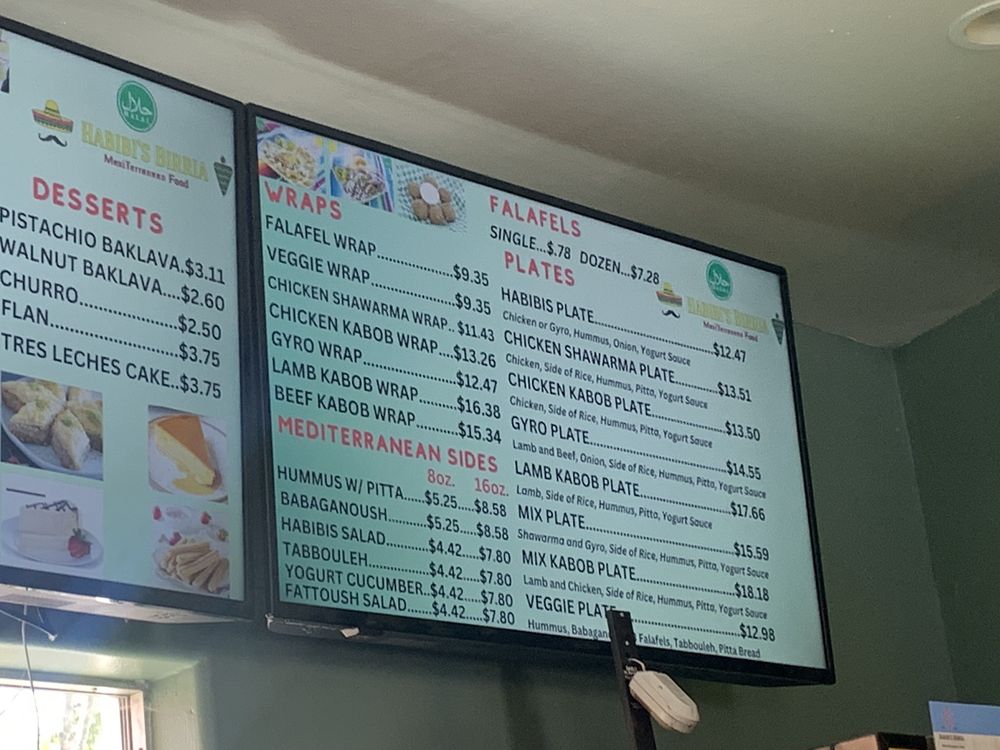 حلال
HALAL
HABIBI'S BIRRIA
MexiTerranean Food
DESSERTS
PISTACHIO BAKLAVA.$3.11
WALNUT BAKLAVA....$2.60
CHURRO..................$2.50
FLAN........................$3.75
TRES LECHES CAKE..$3.75
WRAPS
FALAFEL WRAP...................$9.35
VEGGIE WRAP.....................$9.35
CHICKEN SHAWARMA WRAP..$11.43
CHICKEN KABOB WRAP....$13.26
GYRO WRAP.....................$12.47
LAMB KABOB WRAP.........$16.38
BEEF KABOB WRAP..........$15.34
MEDITERRANEAN SIDES
8oz. 16oz.
HUMMUS W/ PITTA......$5.25.....$8.58
BABAGANOUSH..........$5.25.....$8.58
HABIBIS SALAD...........$4.42....$7.80
TABBOULEH...............$4.42....$7.80
YOGURT CUCUMBER..$4.42....$7.80
FATTOUSH SALAD.......$4.42....$7.80
FALAFELS
SINGLE...$.78 DOZEN...$7.28
حلال
HABIBI'S BIRRIA
MexiTerranean Food
PLATES
HABIBIS PLATE..........................$12.47
Chicken or Gyro, Hummus, Onion, Yogurt Sauce
CHICKEN SHAWARMA PLATE..........$13.51
Chicken, Side of Rice, Hummus, Pitta, Yogurt Sauce
CHICKEN KABOB PLATE.................$13.50
Chicken, Side of Rice, Hummus, Pitta, Yogurt Sauce
GYRO PLATE.............................$14.55
Lamb and Beef, Onion, Side of Rice, Hummus, Pitta, Yogurt Sauce
LAMB KABOB PLATE....................$17.66
Lamb, Side of Rice, Hummus, Pitta, Yogurt Sauce
MIX PLATE................................$15.59
Shawarma and Gyro, Side of Rice, Hummus, Pitta, Yogurt Sauce
MIX KABOB PLATE......................$18.18
Lamb and Chicken, Side of Rice, Hummus, Pitta, Yogurt Sauce
VEGGIE PLATE..........................$12.98
Hummus, Falafels, Tabbouleh, Pitta Bread